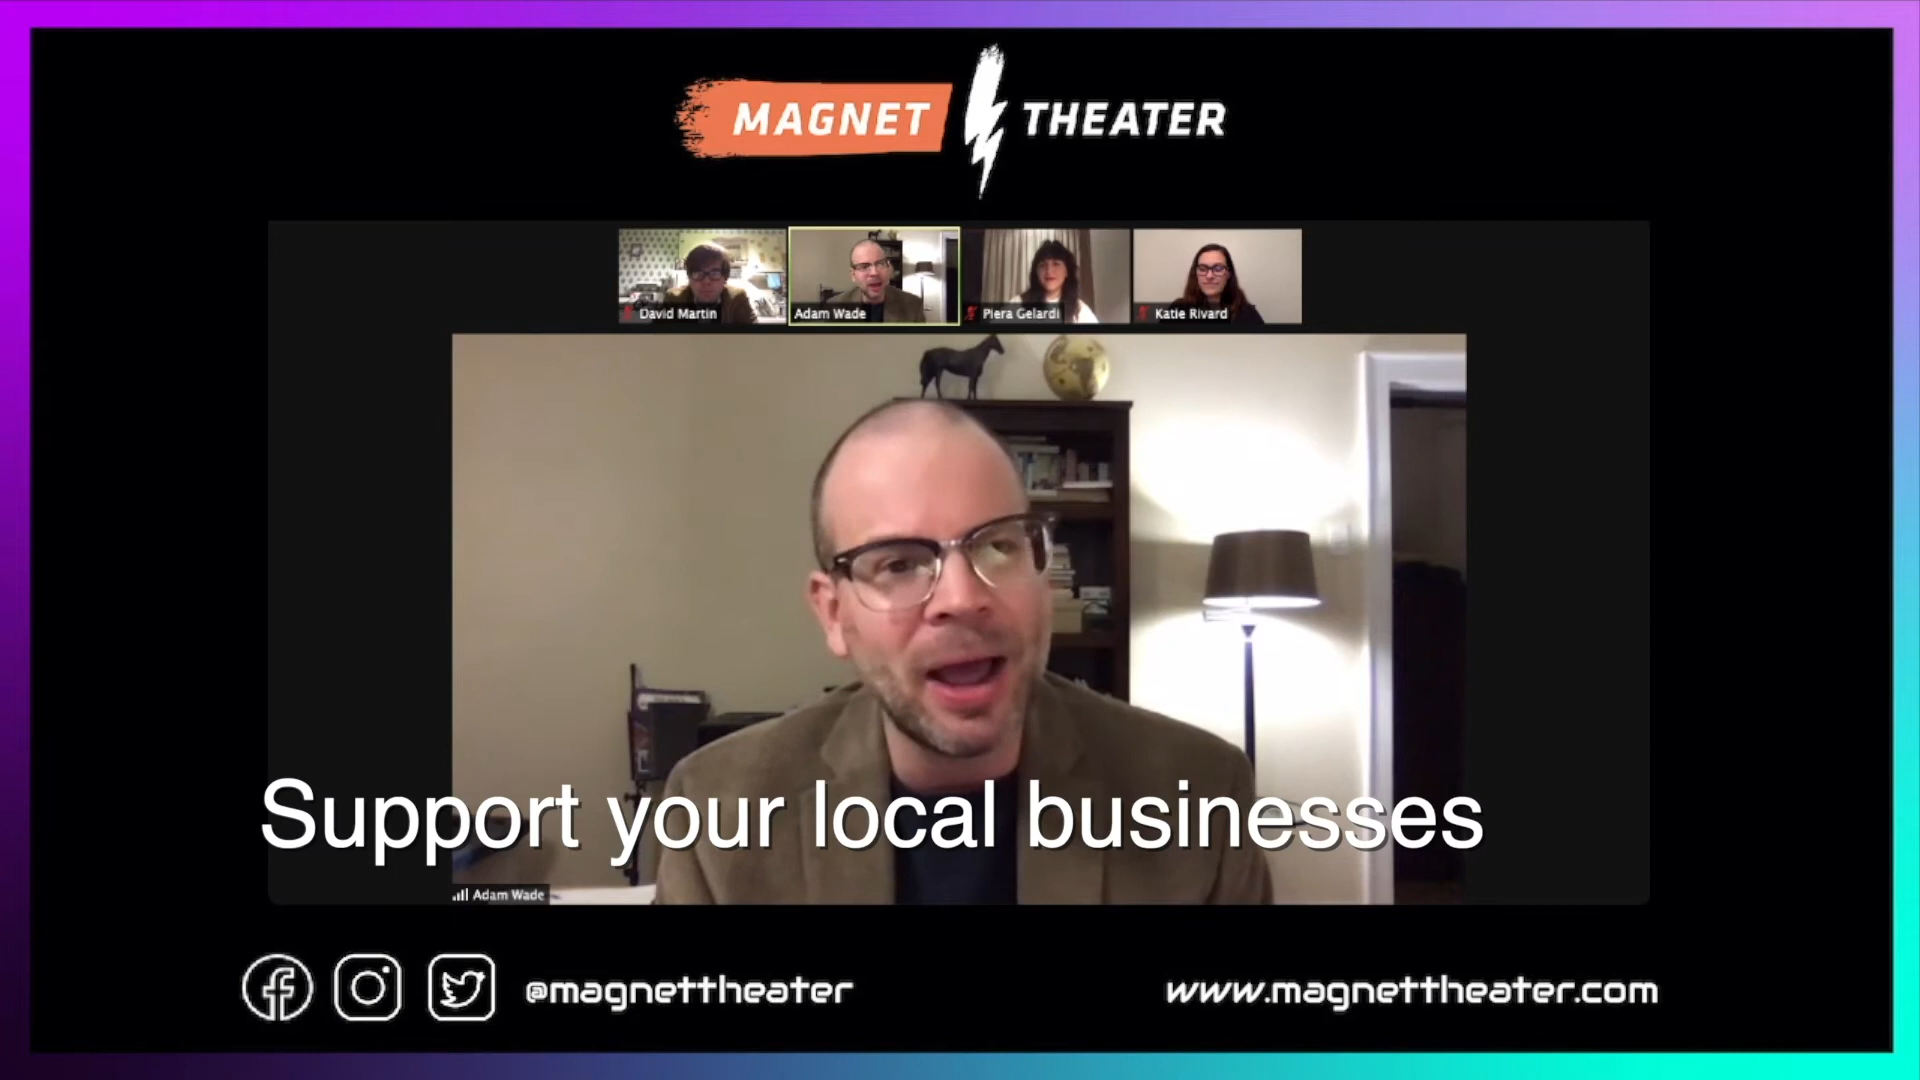 MAGNET THEATER
David Martin
Adam Wade
Piera Gelardi
Katie Rivard
Support your local businesses
Adam Wade
@magnettheater
www.magnettheater.com